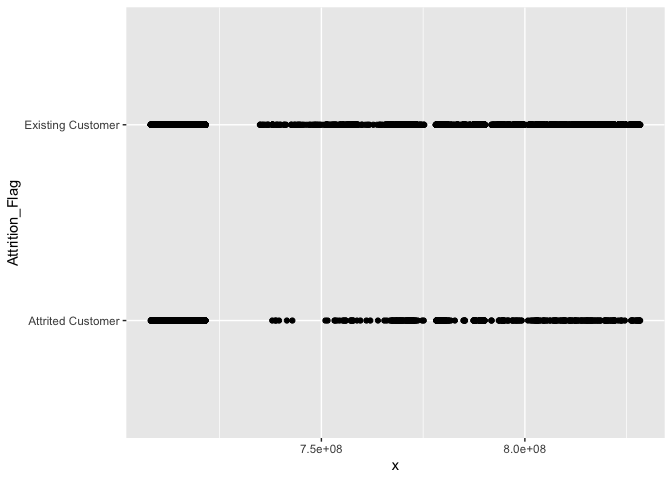 Existing Customer
Attrition_Flag
Attrited Customer
7.5e+08
8.0e+08
x